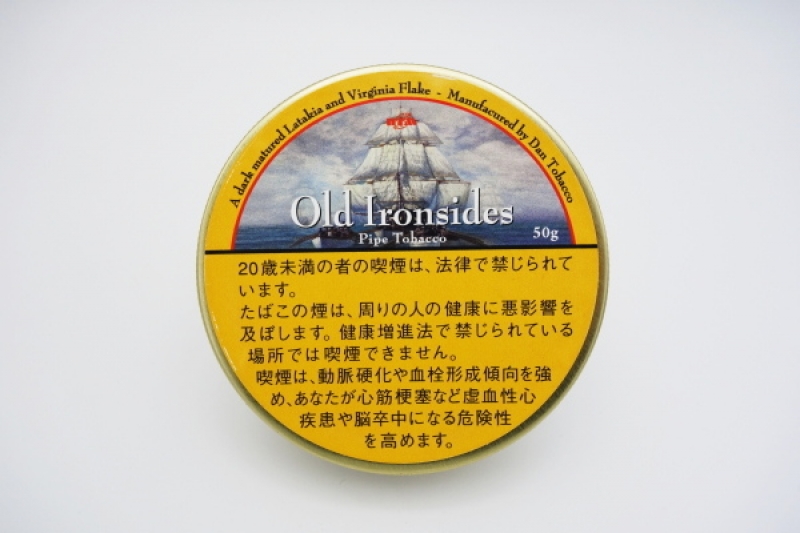 A dark matured Latakia and Virginia Flake - Manufacured by Dan Tobacco
Old Ironsides
Pipe Tobacco
50g
20歳未満の者の喫煙は、法律で禁じられて
います。
たばこの煙は、周りの人の健康に悪影響を
及ぼします。健康増進法で禁じられている
場所では喫煙できません。
喫煙は、動脈硬化や血栓形成傾向を強
め、あなたが心筋梗塞など虚血性心
疾患や脳卒中になる危険性
を高めます。